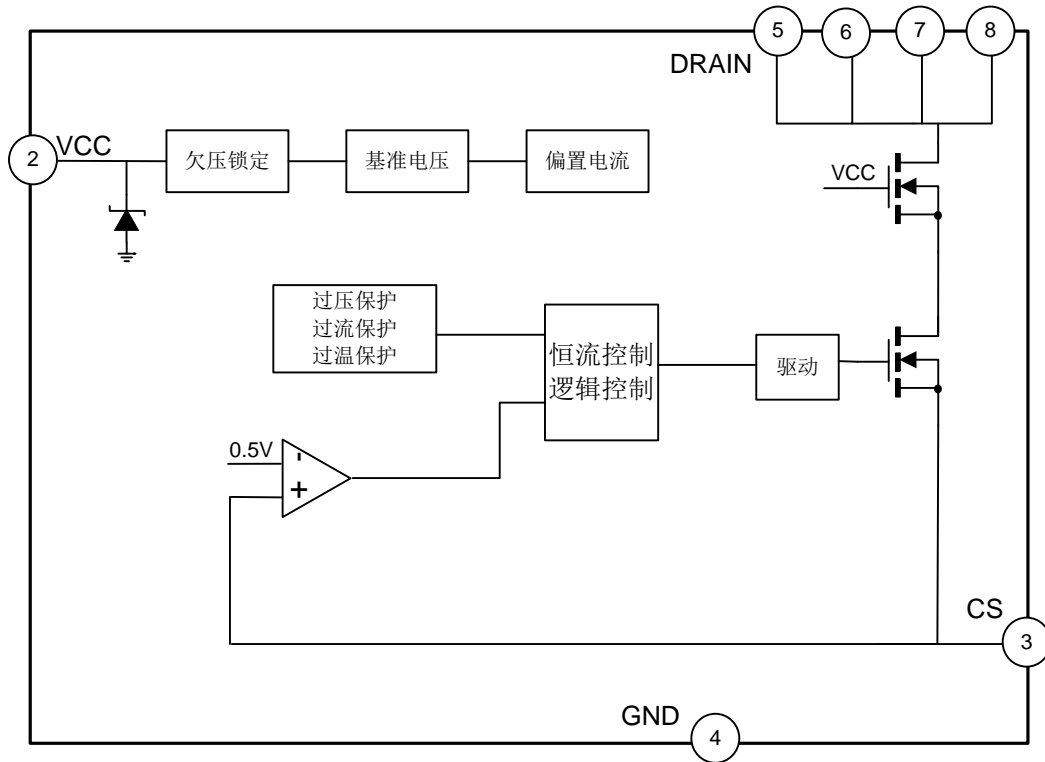 5
6
7
8
DRAIN
2
VCC
欠压锁定
基准电压
偏置电流
VCC
过压保护
过流保护
过温保护
恒流控制
逻辑控制
驱动
0.5V
-
+
CS
3
GND
4